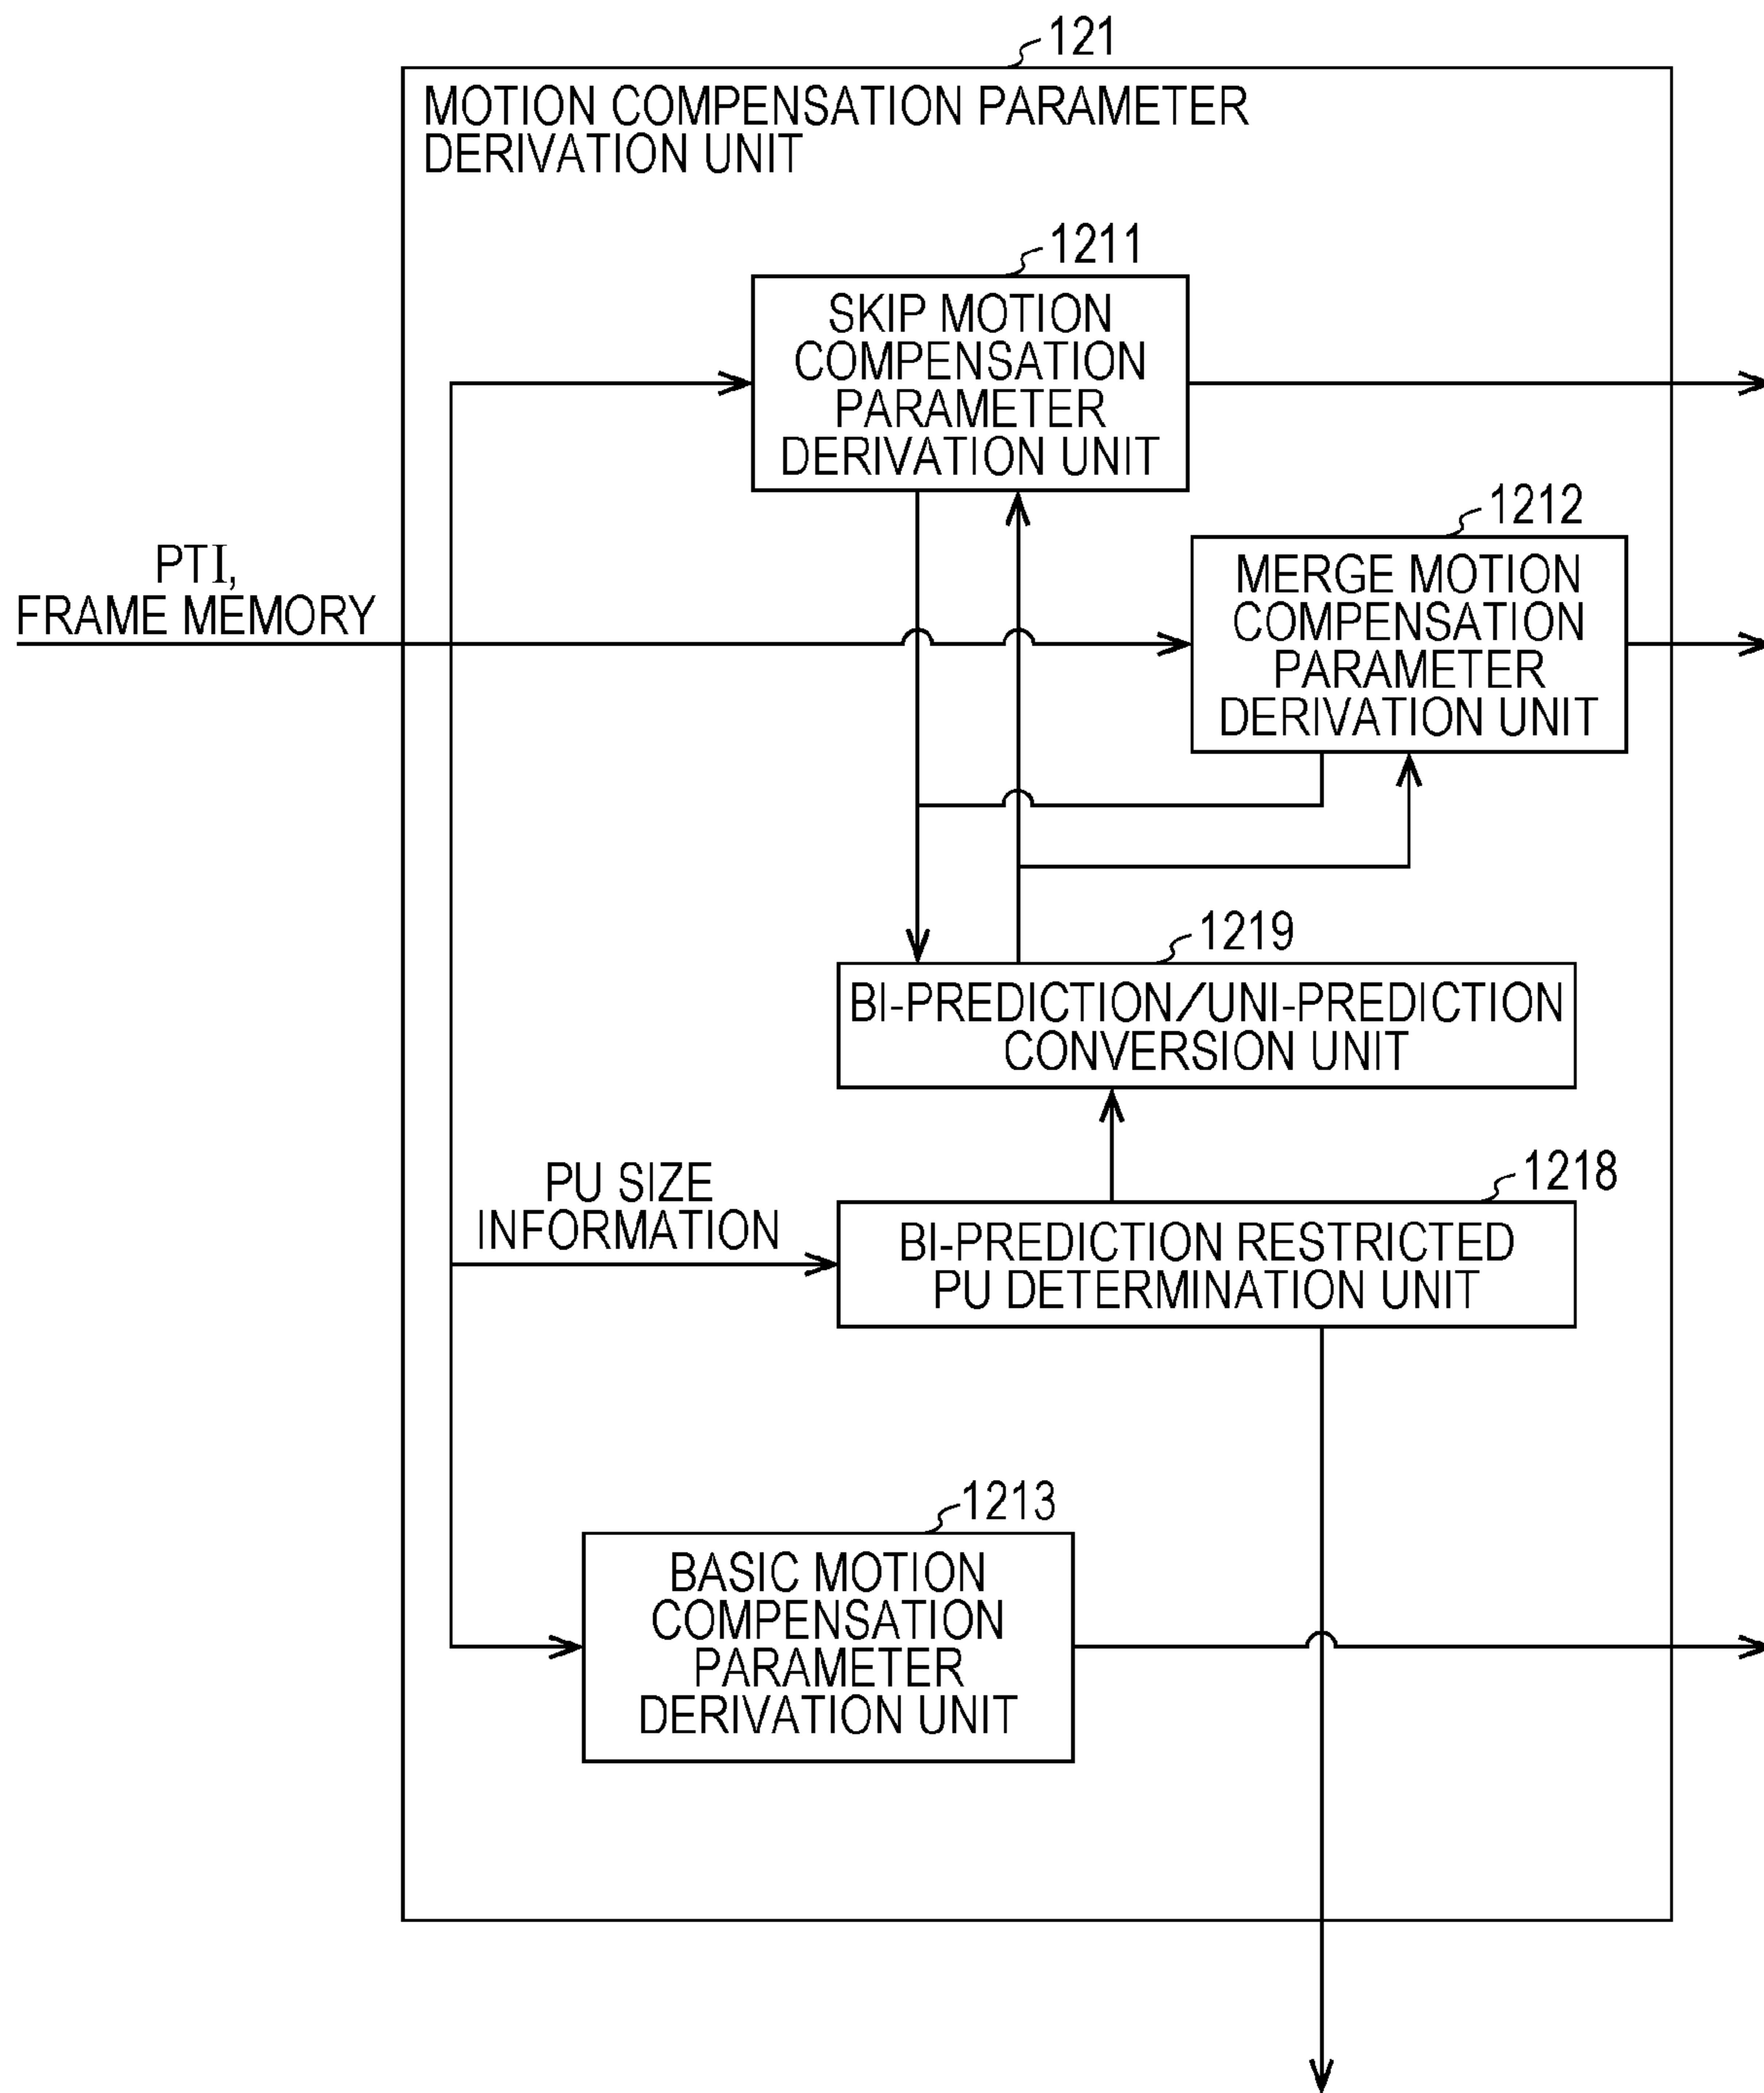 121
MOTION COMPENSATION PARAMETER
DERIVATION UNIT
1211
SKIP MOTION
COMPENSATION
PARAMETER
DERIVATION UNIT
1212
MERGE MOTION
COMPENSATION
PARAMETER
DERIVATION UNIT
PTI,
FRAME MEMORY
1219
BI-PREDICTION/UNI-PREDICTION
CONVERSION UNIT
PU SIZE
INFORMATION
1218
BI-PREDICTION RESTRICTED
PU DETERMINATION UNIT
1213
BASIC MOTION
COMPENSATION
PARAMETER
DERIVATION UNIT